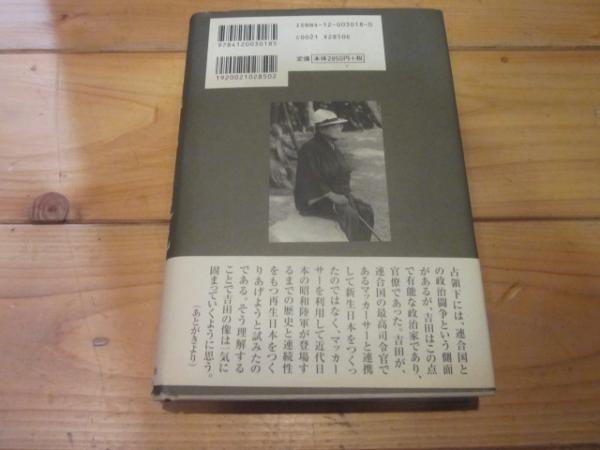 ISBN4-12-003018-5
C0021 ¥2850E
定価 本体2850円+税
9784120030185
1920021028502
占領下には、連合国と
の政治闘争という側面
があるが、吉田はこの点
で有能な政治家であり、
官僚であった。吉田が、
連合国の最高司令官で
あるマッカーサーと連携
して新生日本をつくっ
たのではなく、マッカー
サーを利用して近代日
本の昭和陸軍が登場す
るまでの歴史と連続性
をもつ再生日本をつく
りあげようと試みたの
である。そう理解する
ことで吉田の像は一気に
固まっていくように思う。
(あとがきより)